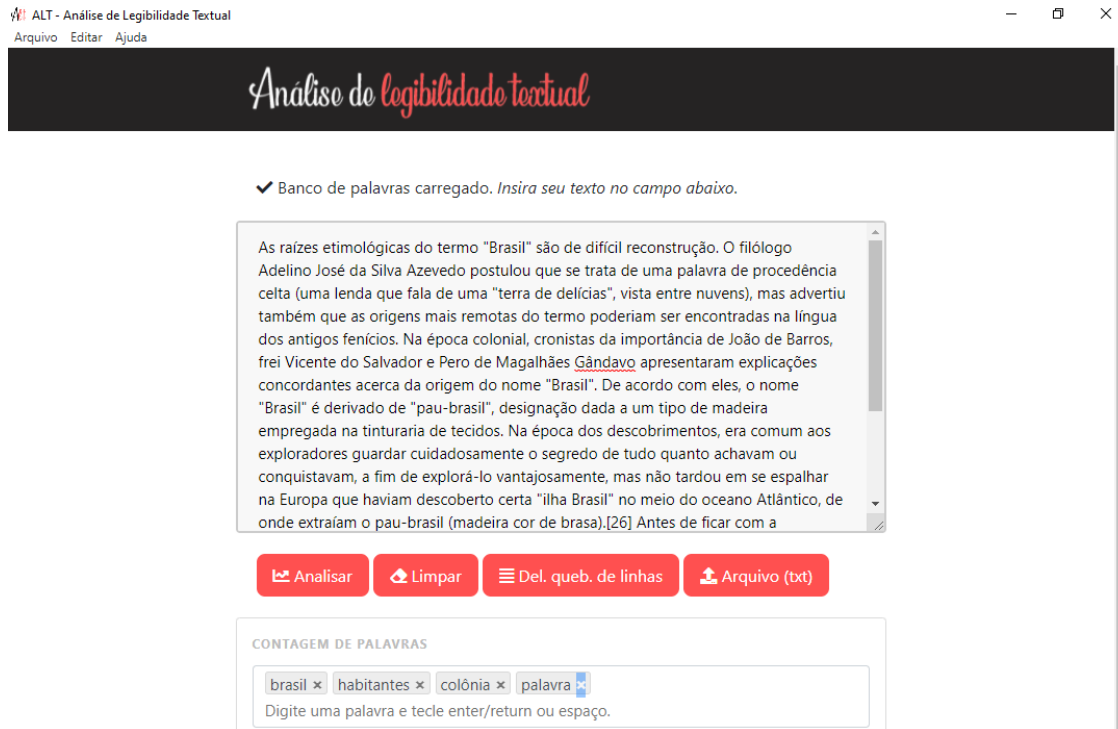 ALT - Análise de Legibilidade Textual
Arquivo Editar Ajuda
Análise de legibilidade textual
Banco de palavras carregado. Insira seu texto no campo abaixo.
As raízes etimológicas do termo "Brasil" são de difícil reconstrução. O filólogo
Adelino José da Silva Azevedo postulou que se trata de uma palavra de procedência
celta (uma lenda que fala de uma "terra de delícias", vista entre nuvens), mas advertiu
também que as origens mais remotas do termo poderiam ser encontradas na língua
dos antigos fenícios. Na época colonial, cronistas da importância de João de Barros,
frei Vicente do Salvador e Pero de Magalhães Gândavo apresentaram explicações
concordantes acerca da origem do nome "Brasil". De acordo com eles, o nome
"Brasil" é derivado de "pau-brasil", designação dada a um tipo de madeira
empregada na tinturaria de tecidos. Na época dos descobrimentos, era comum aos
exploradores guardar cuidadosamente o segredo de tudo quanto achavam ou
conquistavam, a fim de explorá-lo vantajosamente, mas não tardou em se espalhar
na Europa que haviam descoberto certa "ilha Brasil" no meio do oceano Atlântico, de
onde extraíam o pau-brasil (madeira cor de brasa).[26] Antes de ficar com a
Analisar Limpar Del. queb. de linhas Arquivo (txt)
CONTAGEM DE PALAVRAS
brasil × habitantes × colônia × palavra ×
Digite uma palavra e tecle enter/return ou espaço.